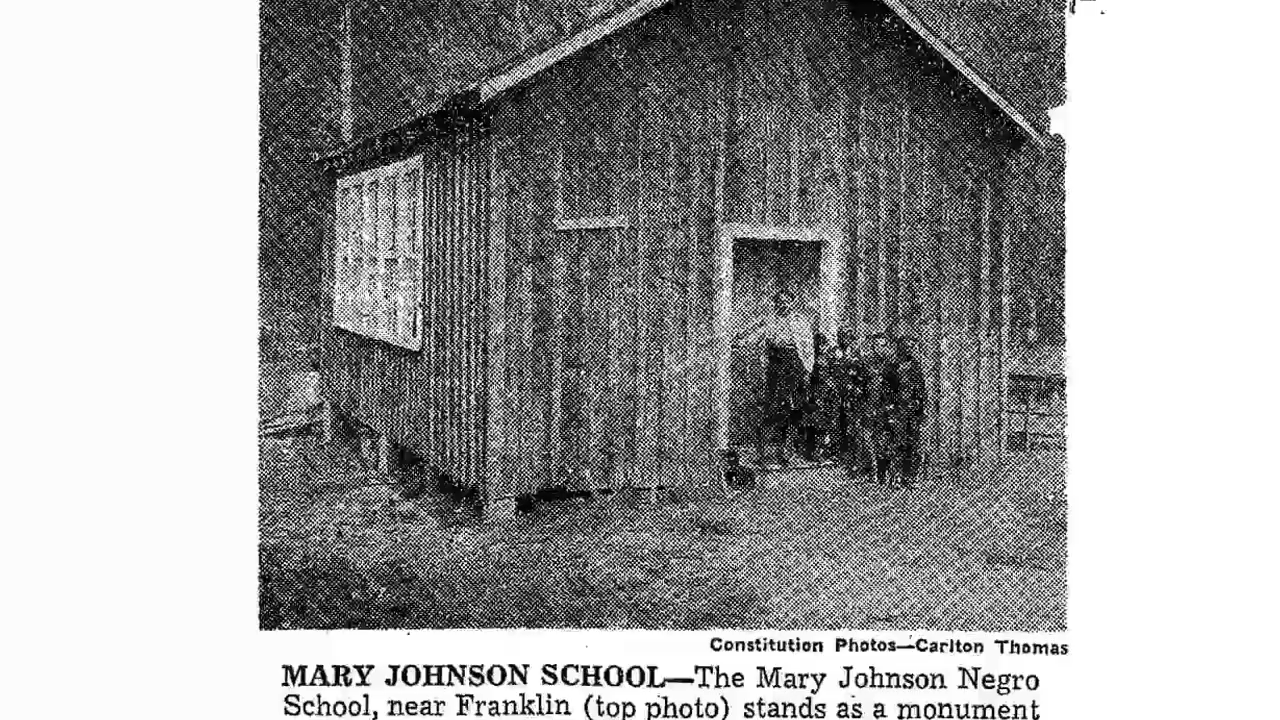 Constitution Photos—Carlton Thomas
MARY JOHNSON SCHOOL—The Mary Johnson Negro
School, near Franklin (top photo) stands as a monument